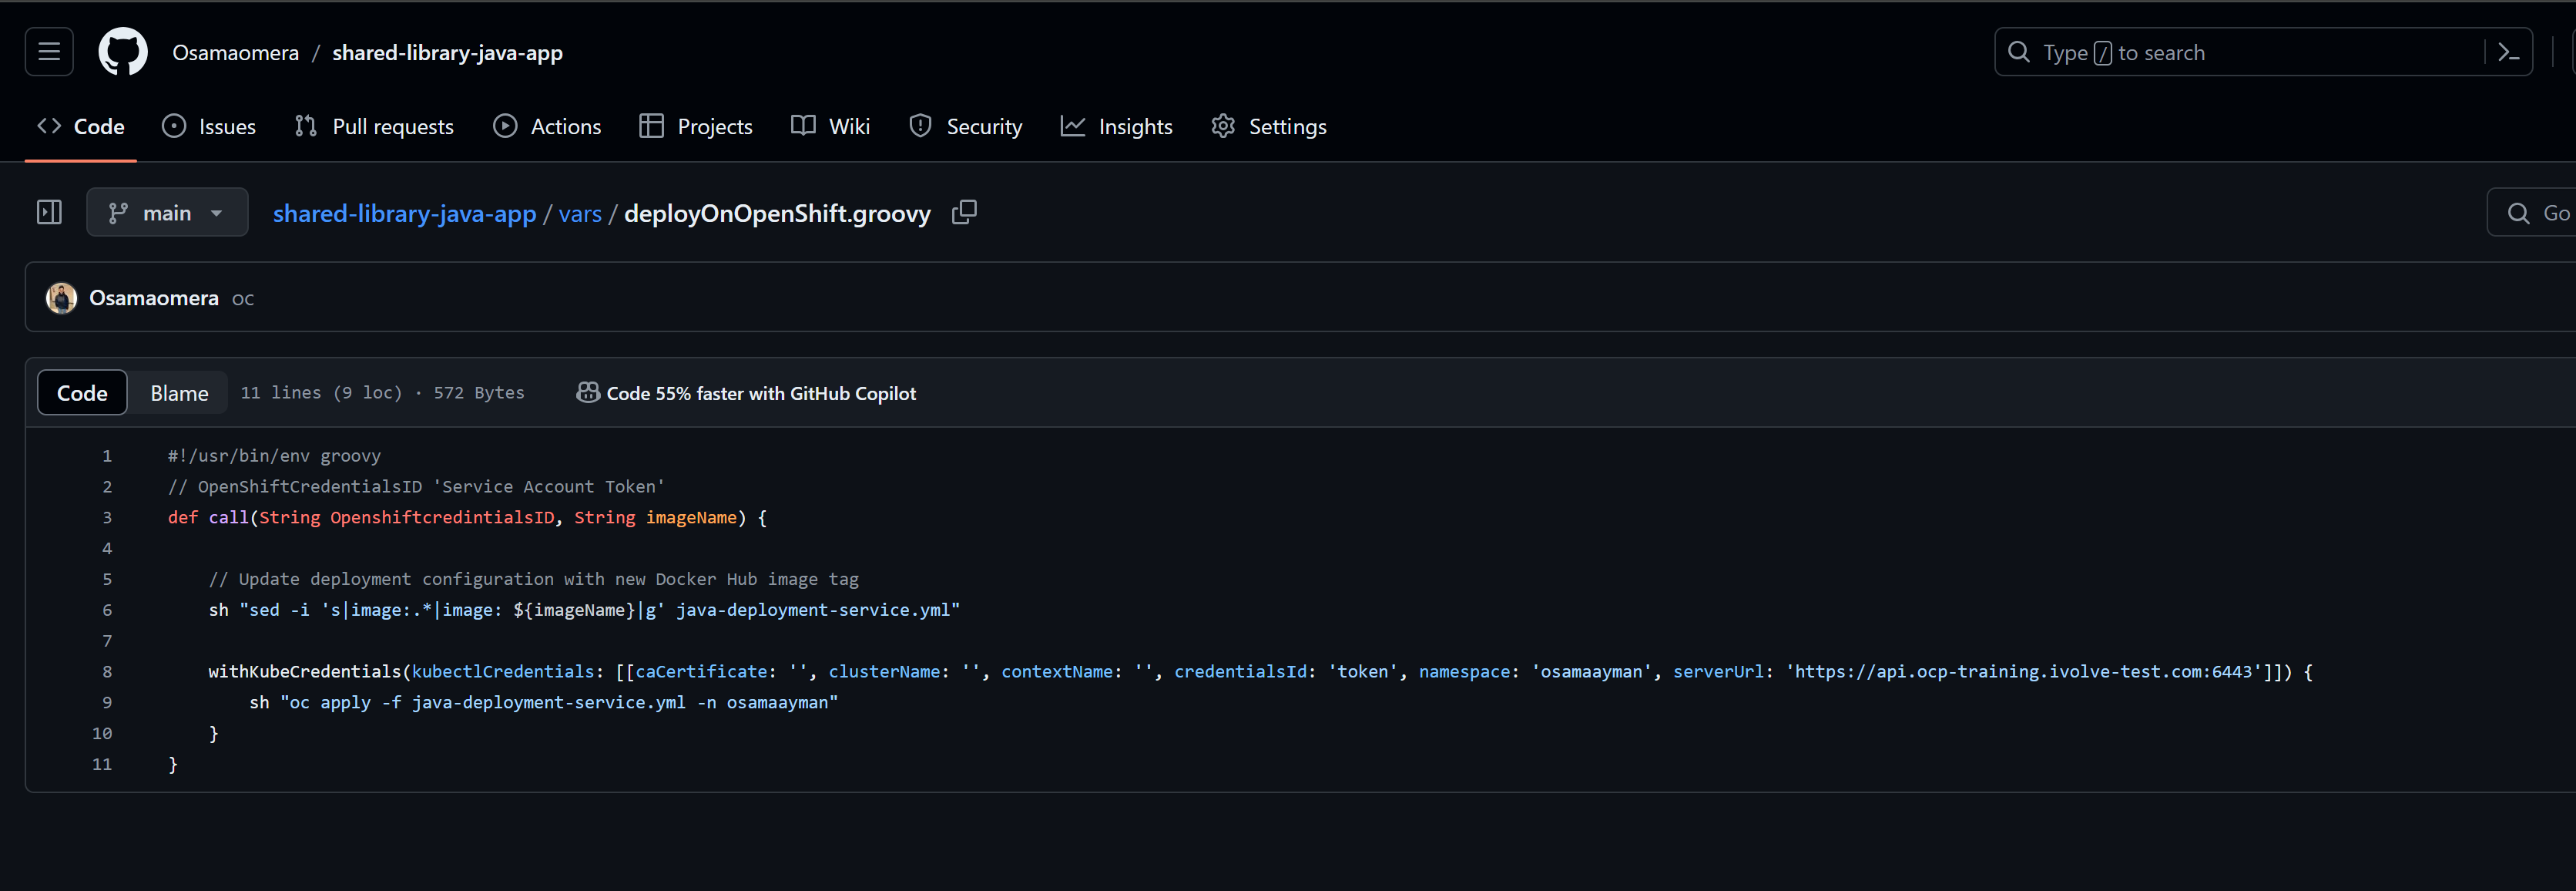 Osamaomera / shared-library-java-app
Type / to search
Code Issues Pull requests Actions Projects Wiki Security Insights Settings
main shared-library-java-app / vars / deployOnOpenShift.groovy
Go
Osamaomera oc
Code Blame 11 lines (9 loc) · 572 Bytes Code 55% faster with GitHub Copilot
1 #!/usr/bin/env groovy
2 // OpenShiftCredentialsID 'Service Account Token'
3 def call(String OpenshiftcredintialsID, String imageName) {
4
5     // Update deployment configuration with new Docker Hub image tag
6     sh "sed -i 's|image:.*|image: ${imageName}|g' java-deployment-service.yml"
7
8     withKubeCredentials(kubectlCredentials: [[caCertificate: '', clusterName: '', contextName: '', credentialsId: 'token', namespace: 'osamaayman', serverUrl: 'https://api.ocp-training.ivolve-test.com:6443']]) {
9         sh "oc apply -f java-deployment-service.yml -n osamaayman"
10     }
11 }